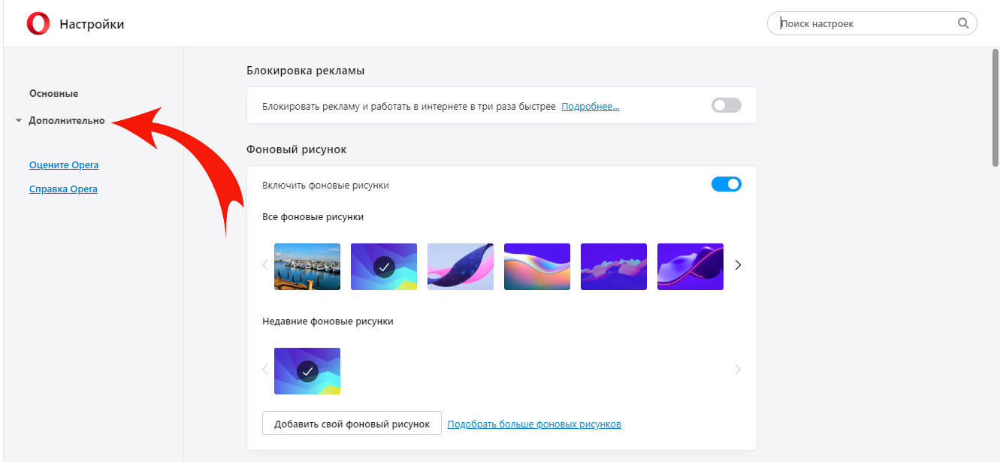 Настройки
Поиск настроек
Основные
Дополнительно
Оцените Opera
Справка Opera
Блокировка рекламы
Блокировать рекламу и работать в интернете в три раза быстрее Подробнее...
Фоновый рисунок
Включить фоновые рисунки
Все фоновые рисунки
Недавние фоновые рисунки
Добавить свой фоновый рисунок Подобрать больше фоновых рисунков